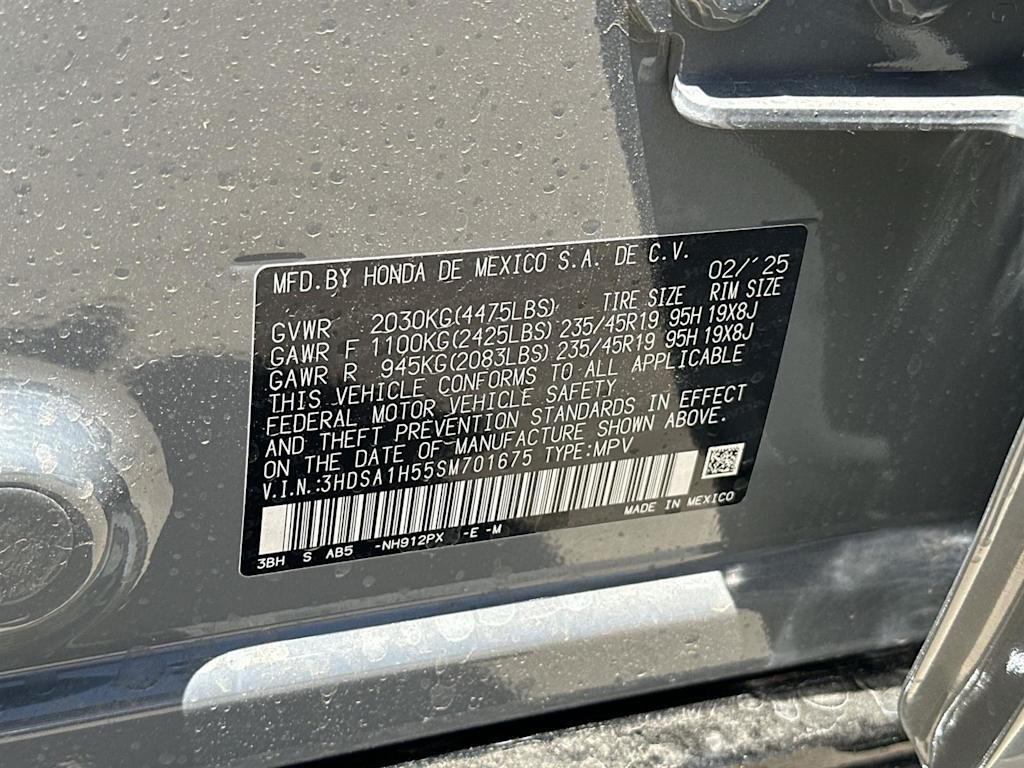 MFD.BY HONDA DE MEXICO S.A. DE C.V.
02/'25
GVWR 2030KG(4475LBS) TIRE SIZE RIM SIZE
GAWR F 1100KG(2425LBS) 235/45R19 95H 19X8J
GAWR R 945KG(2083LBS) 235/45R19 95H 19X8J
THIS VEHICLE CONFORMS TO ALL APPLICABLE
FEDERAL MOTOR VEHICLE SAFETY
AND THEFT PREVENTION STANDARDS IN EFFECT
ON THE DATE OF MANUFACTURE SHOWN ABOVE.
V.I.N.:3HDSA1H55SM701675 TYPE:MPV
MADE IN MEXICO
3BH S AB5 -NH912PX -E -M